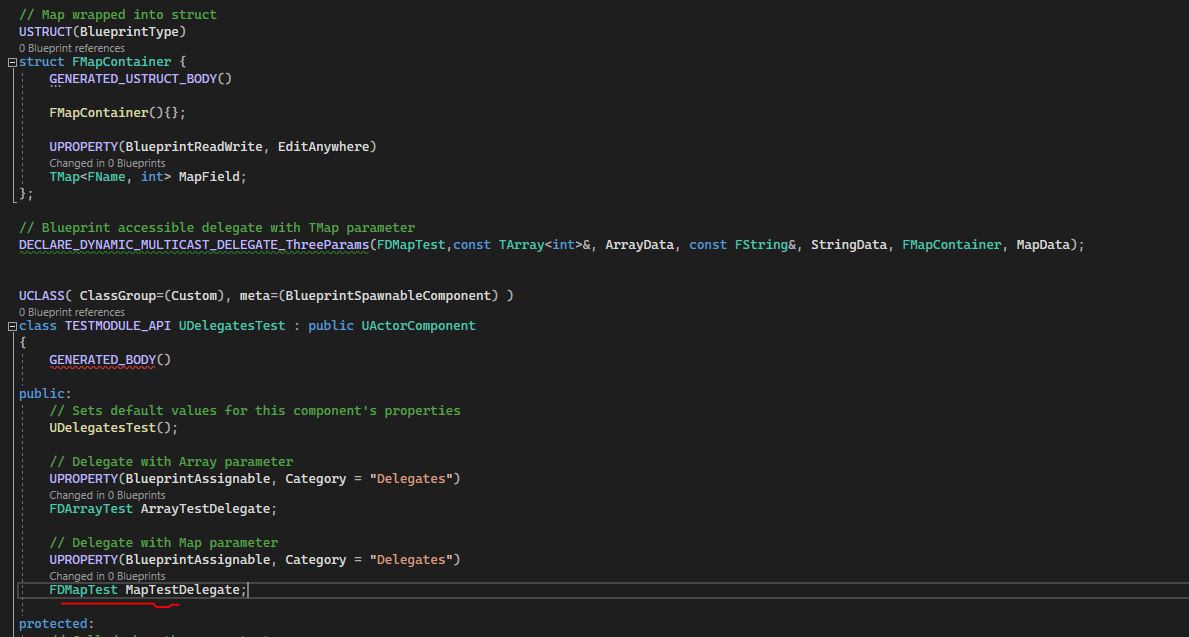 // Map wrapped into struct
USTRUCT(BlueprintType)
0 Blueprint references
struct FMapContainer {
GENERATED_USTRUCT_BODY()
FMapContainer(){};
UPROPERTY(BlueprintReadWrite, EditAnywhere)
Changed in 0 Blueprints
TMap<FName, int> MapField;
};
// Blueprint accessible delegate with TMap parameter
DECLARE_DYNAMIC_MULTICAST_DELEGATE_ThreeParams(FDMapTest,const TArray<int>&, ArrayData, const FString&, StringData, FMapContainer, MapData);
UCLASS( ClassGroup=(Custom), meta=(BlueprintSpawnableComponent) )
0 Blueprint references
class TESTMODULE_API UDelegatesTest : public UActorComponent
{
GENERATED_BODY()
public:
// Sets default values for this component's properties
UDelegatesTest();
// Delegate with Array parameter
UPROPERTY(BlueprintAssignable, Category = "Delegates")
Changed in 0 Blueprints
FDArrayTest ArrayTestDelegate;
// Delegate with Map parameter
UPROPERTY(BlueprintAssignable, Category = "Delegates")
Changed in 0 Blueprints
FDMapTest MapTestDelegate;
protected: